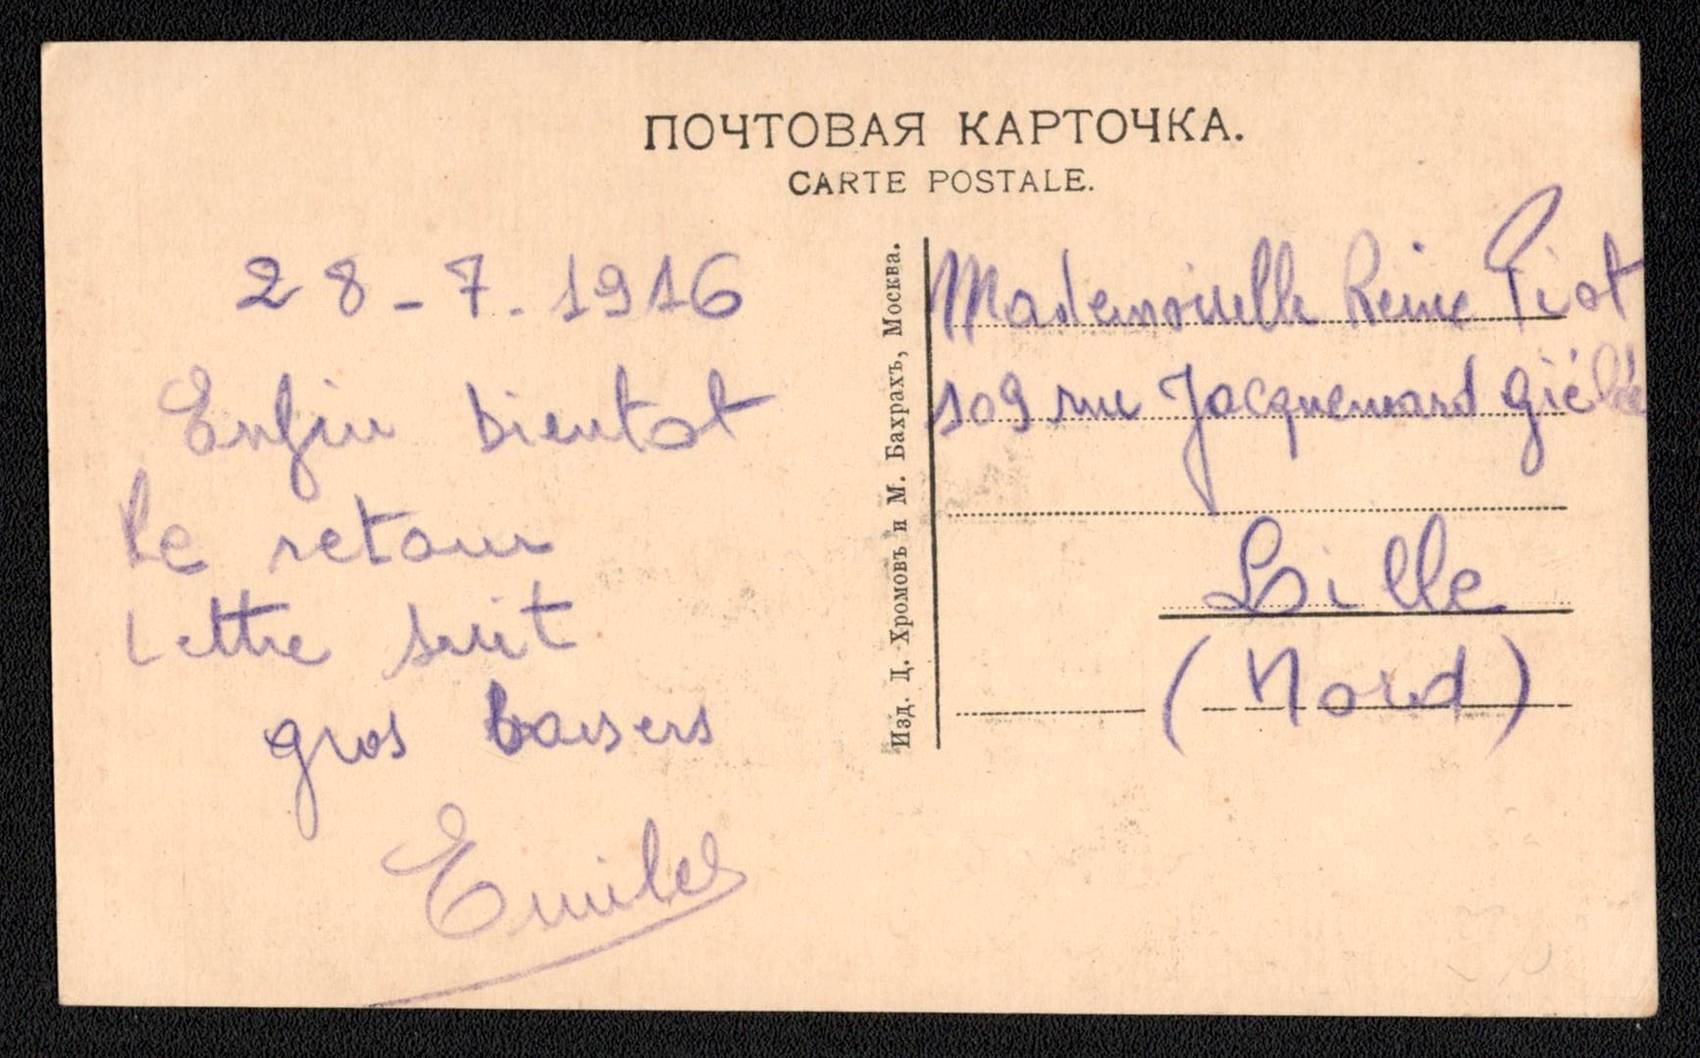 ПОЧТОВАЯ КАРТОЧКА.
CARTE POSTALE.
28-7.1916
Enfin bientot
le retour
Lettre suit
gros baisers
Emile
Изд. Ц. Хромовъ и М. Бахрахъ, Москва.
Mademoiselle Reine Piot
109 rue Jacquemard Giélée
Lille
(Nord)